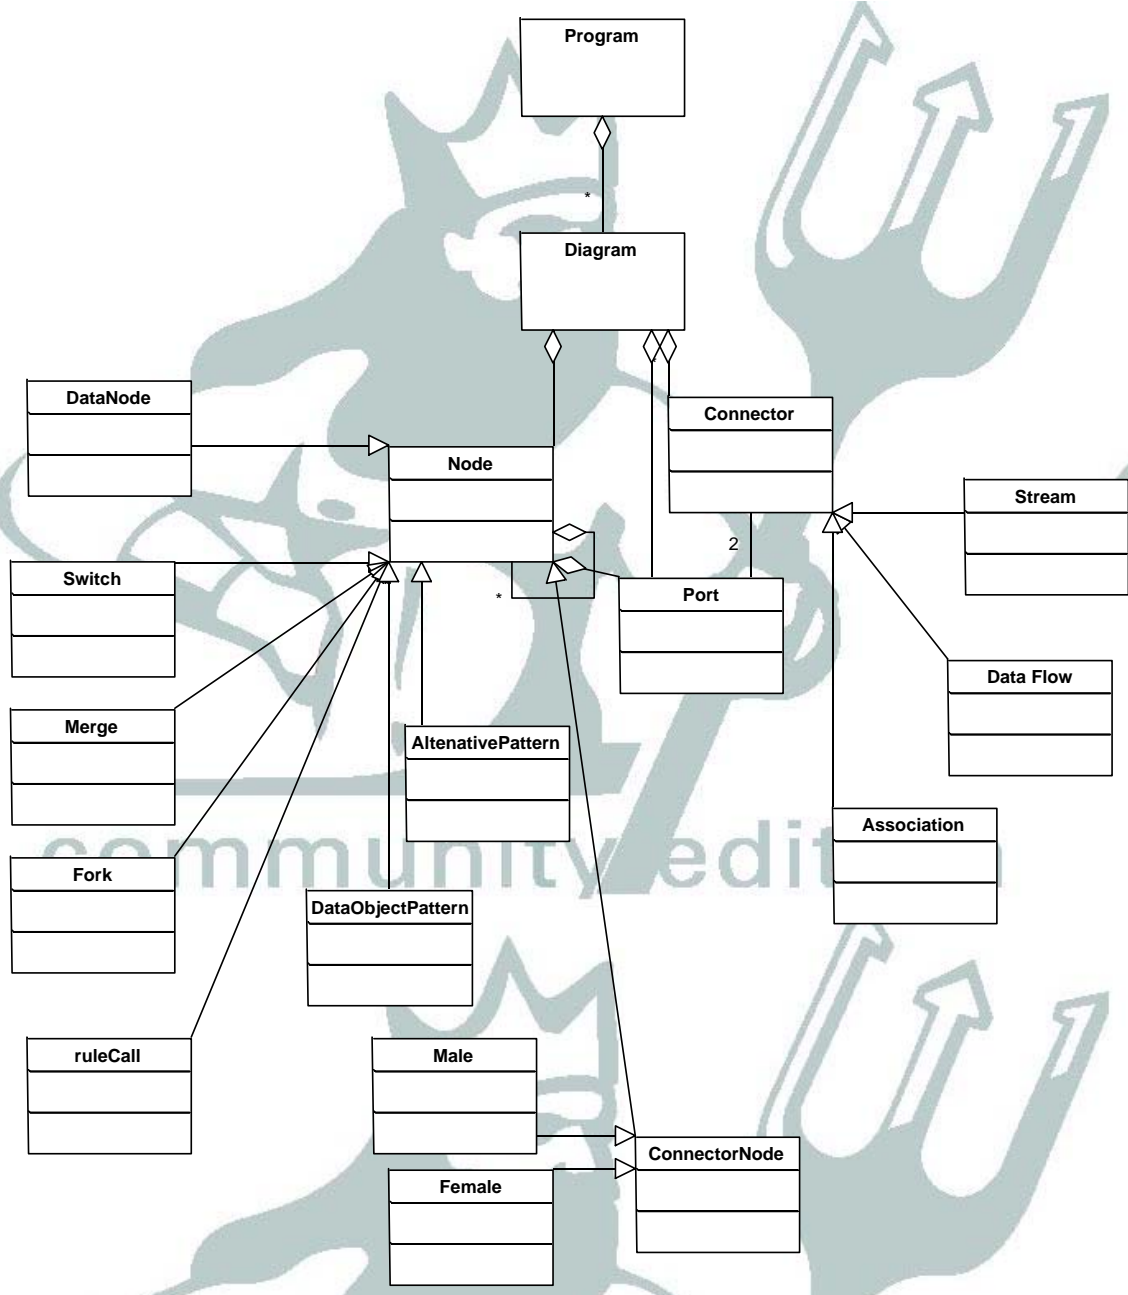 Program
*
Diagram
*
DataNode
Connector
Node
Stream
2
Switch
*
Port
Data Flow
Merge
AltenativePattern
Association
community edition
Fork
DataObjectPattern
ruleCall
Male
ConnectorNode
Female